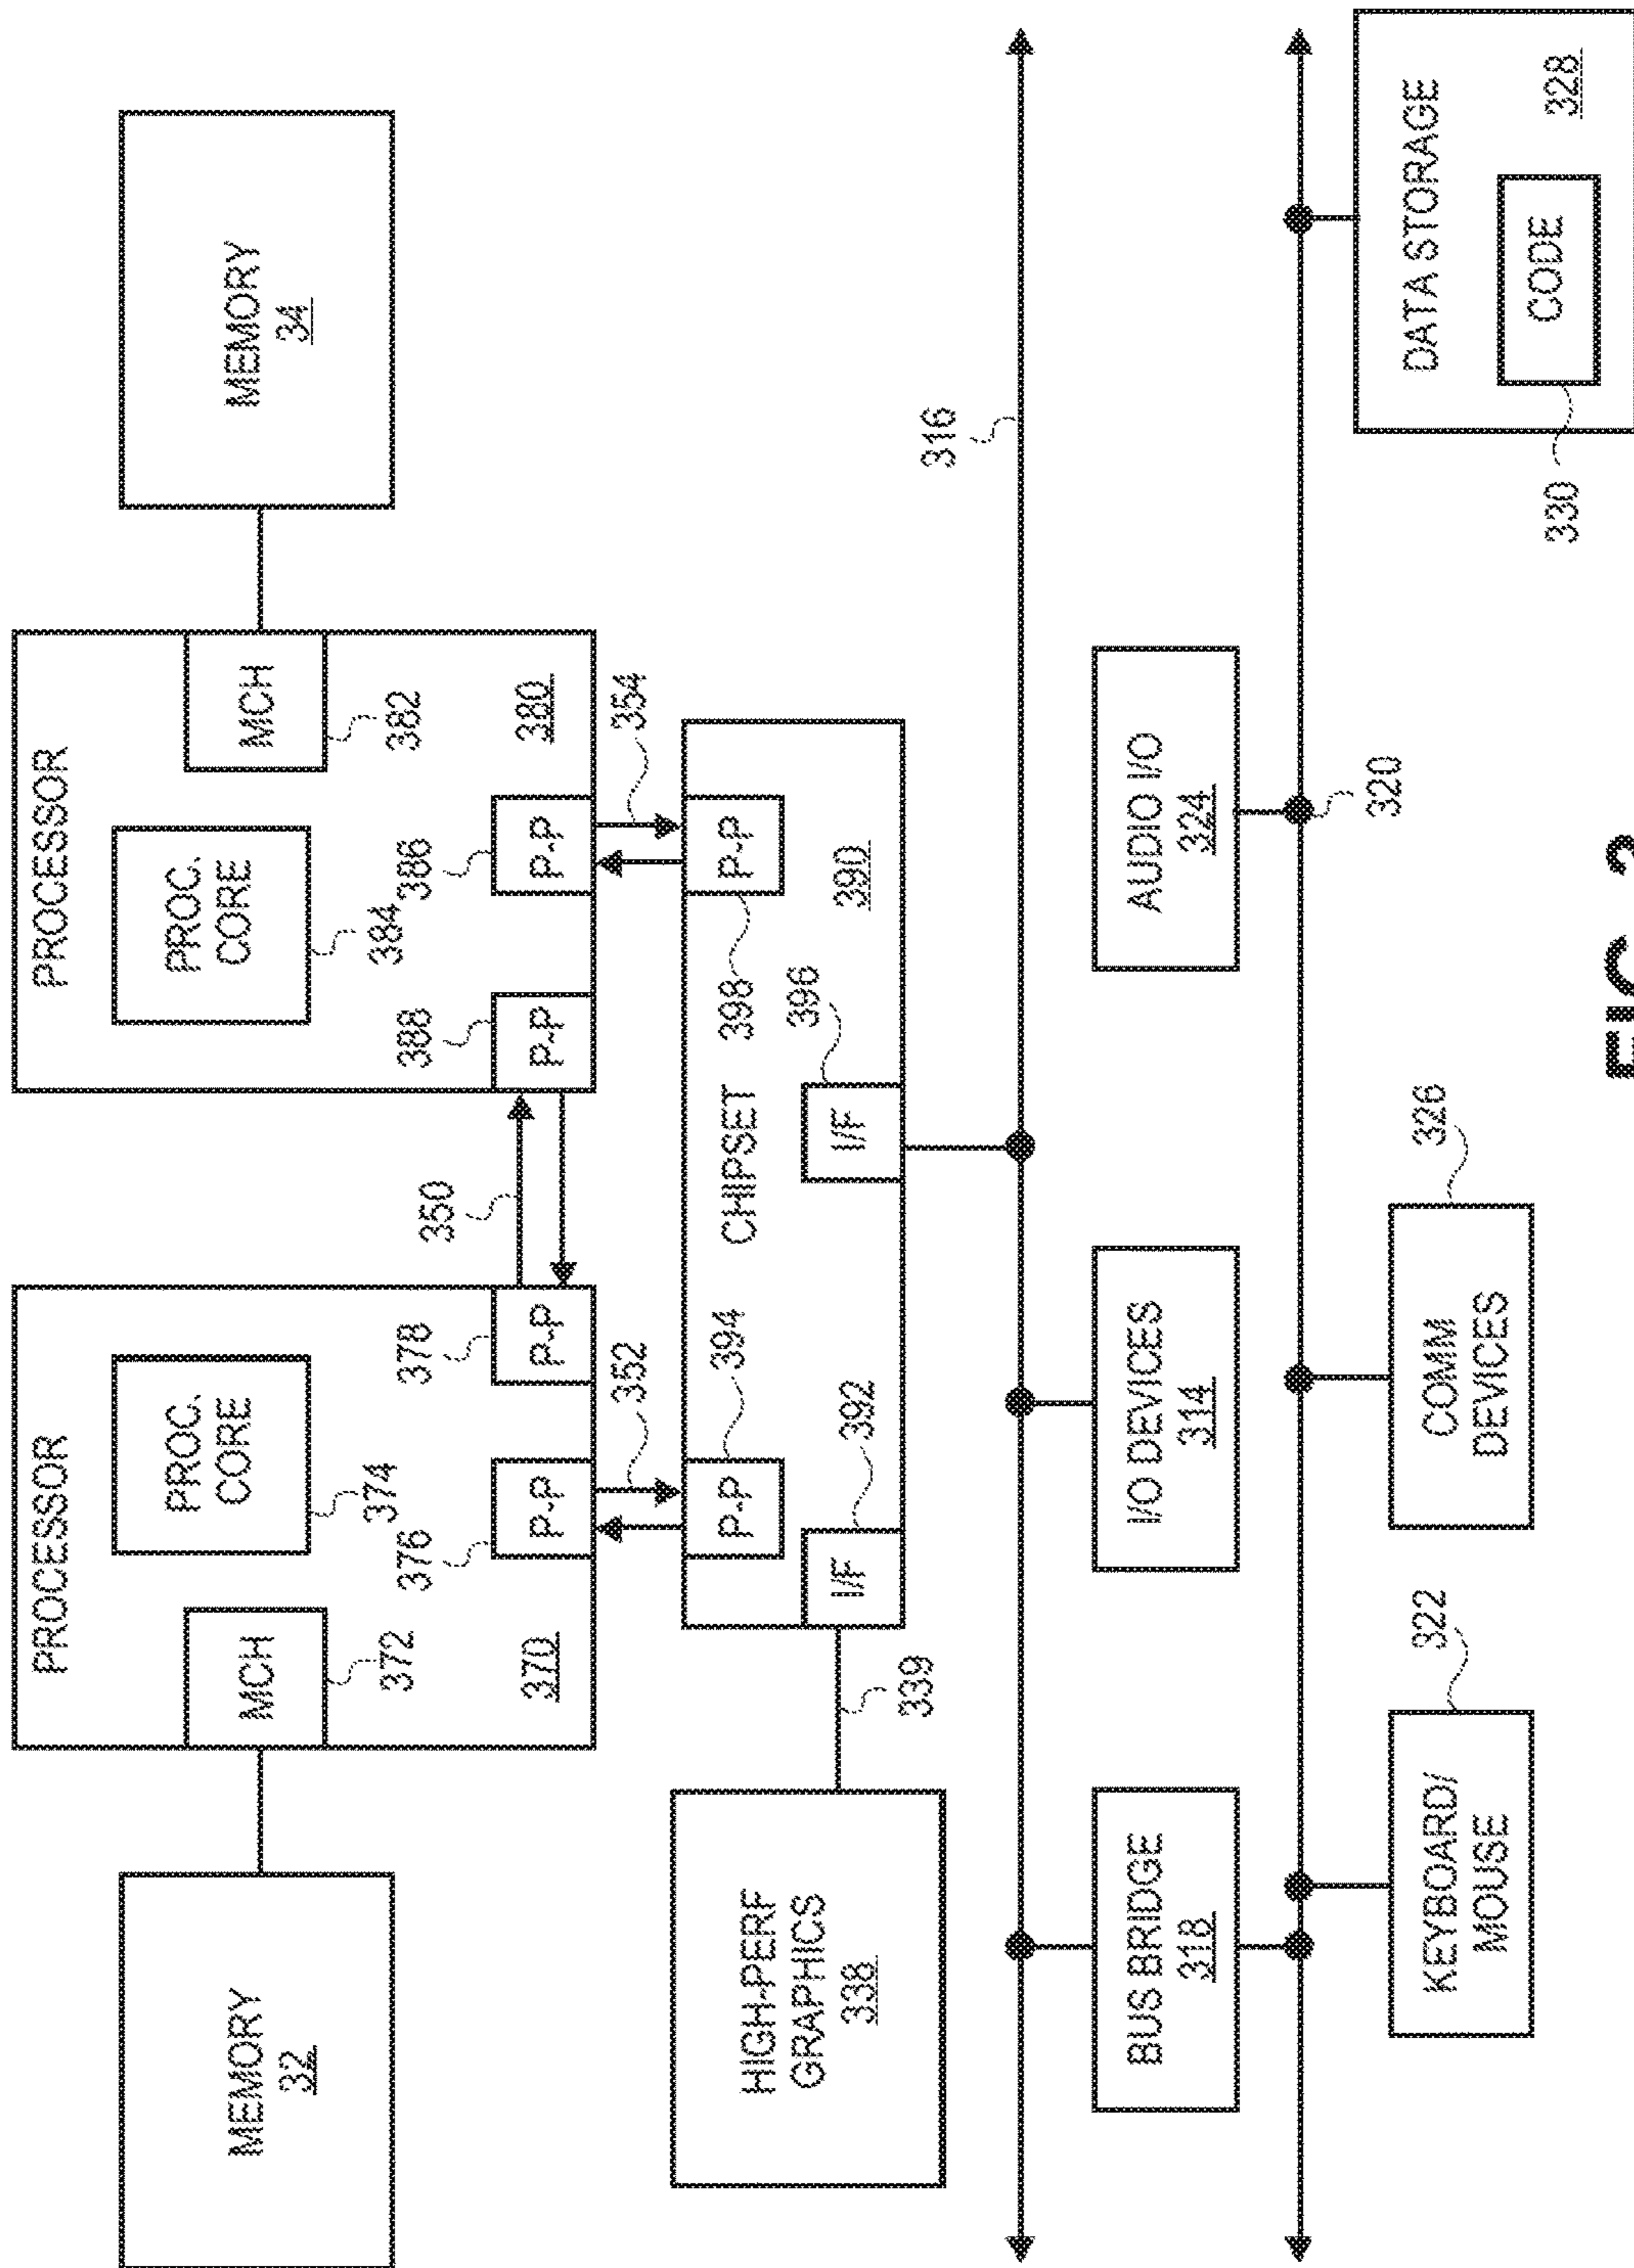 PROCESSOR
PROCESSOR
MEMORY
32
MCH
372
PROC.
CORE
374
370
376
P-P
378
P-P
350
PROC.
CORE
384
MCH
382
380
388
P-P
386
P-P
MEMORY
34
352
354
HIGH-PERF
GRAPHICS
338
339
P-P
394
CHIPSET
P-P
398
390
I/F
392
I/F
396
316
BUS BRIDGE
318
I/O DEVICES
314
AUDIO I/O
324
320
KEYBOARD/
MOUSE
322
COMM
DEVICES
326
DATA STORAGE
328
CODE
330